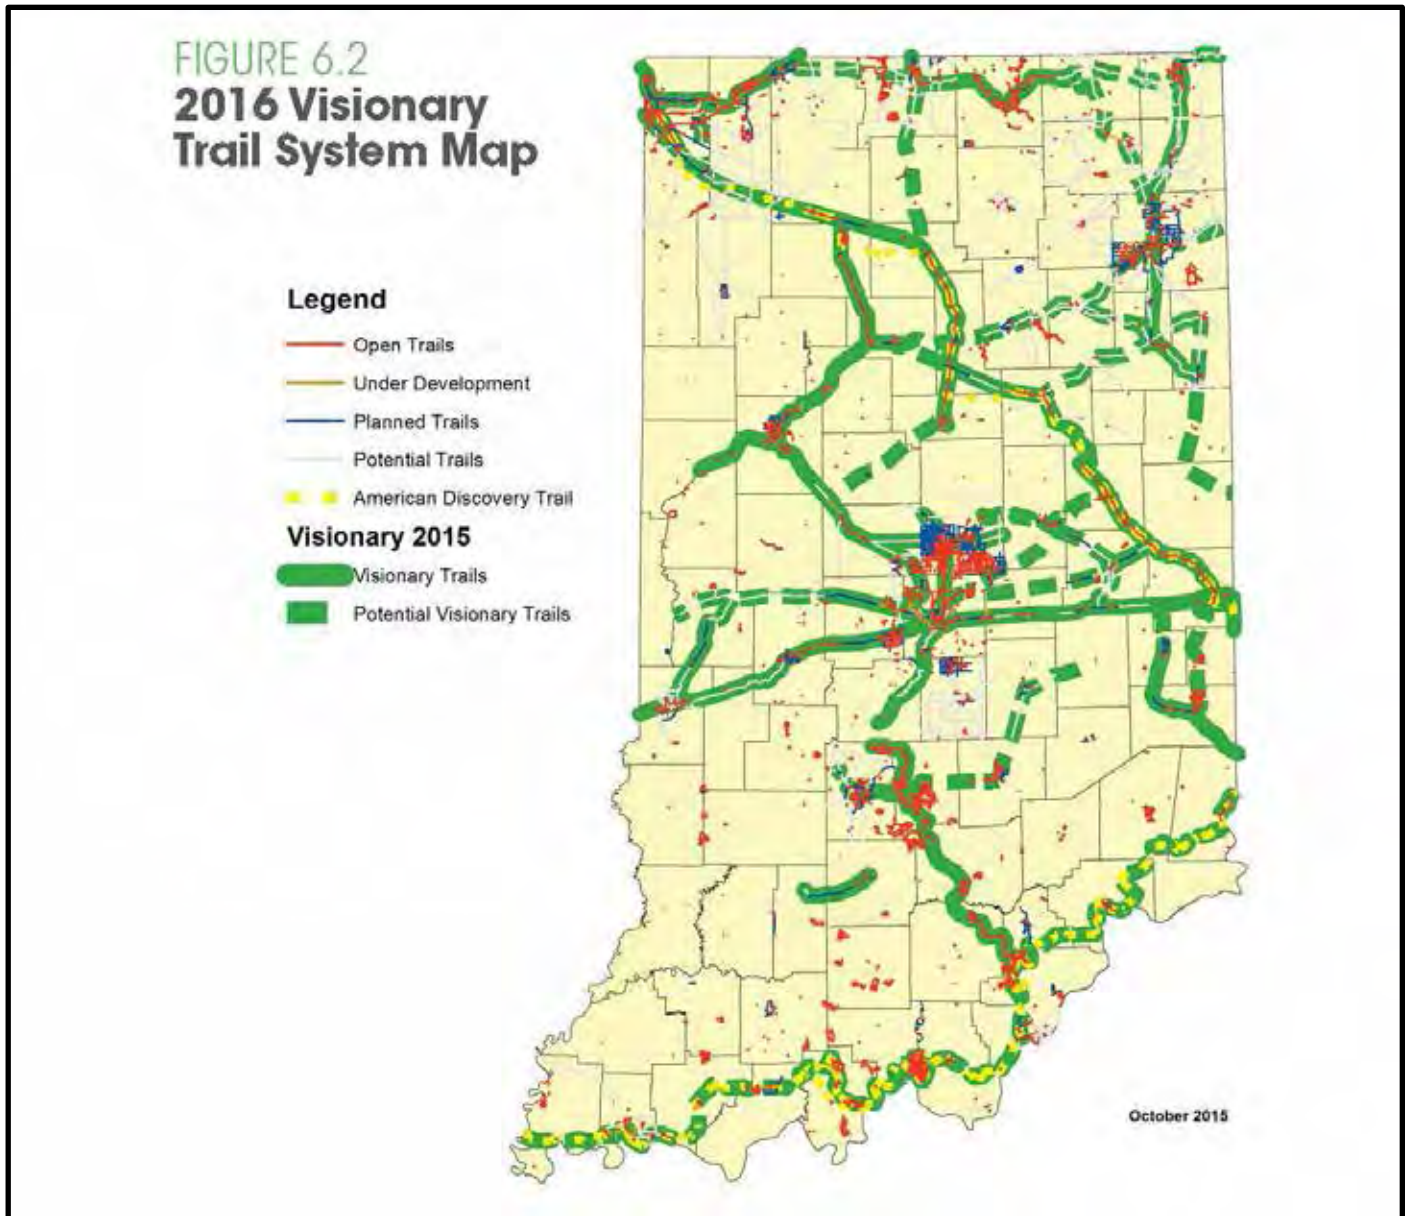 FIGURE 6.2
2016 Visionary
Trail System Map
Legend
Open Trails
Under Development
Planned Trails
Potential Trails
American Discovery Trail
Visionary 2015
Visionary Trails
Potential Visionary Trails
October 2015